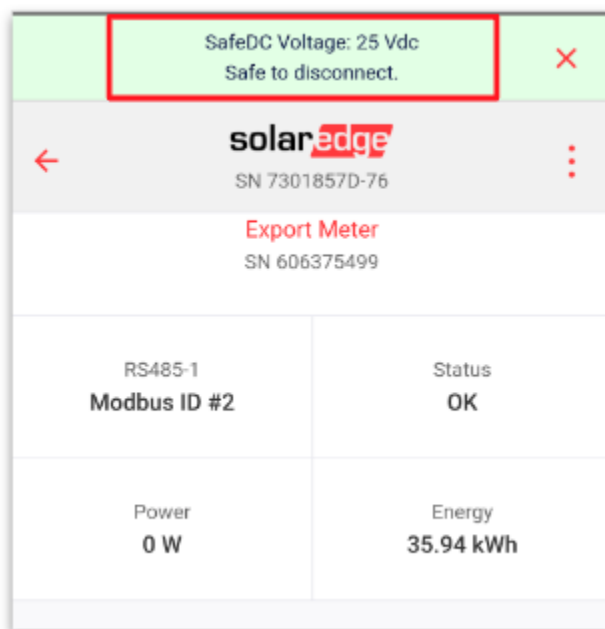 SafeDC Voltage: 25 Vdc
Safe to disconnect.
solaredge
SN 7301857D-76
Export Meter
SN 606375499
RS485-1
Modbus ID #2
Status
OK
Power
0 W
Energy
35.94 kWh